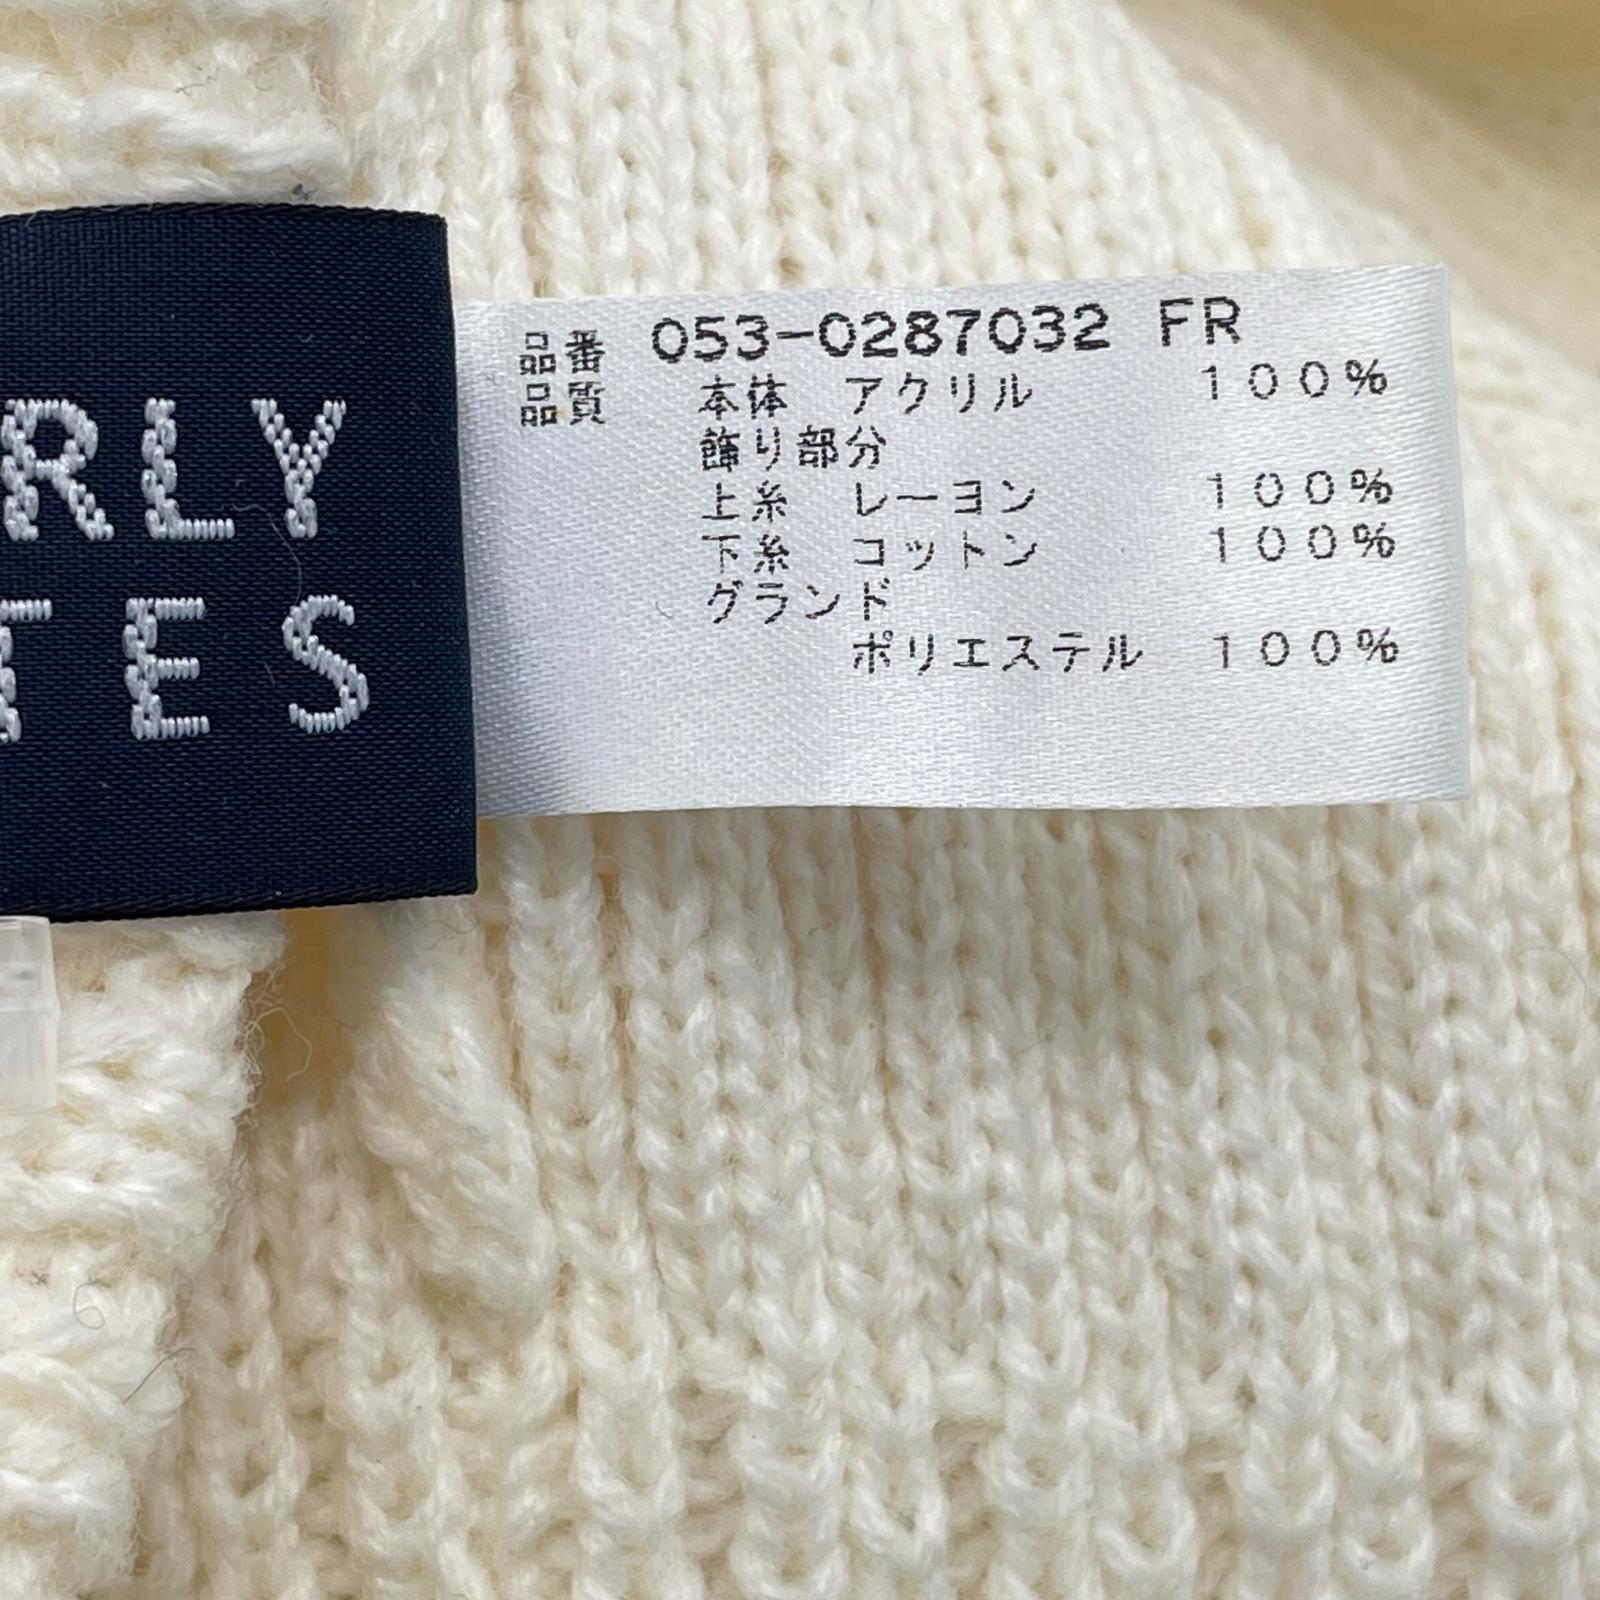 RLY
TES
品番 053-0287032 FR
品質 本体 アクリル 100%
飾り部分
上糸 レーヨン 100%
下糸 コットン 100%
グランド
ポリエステル 100%